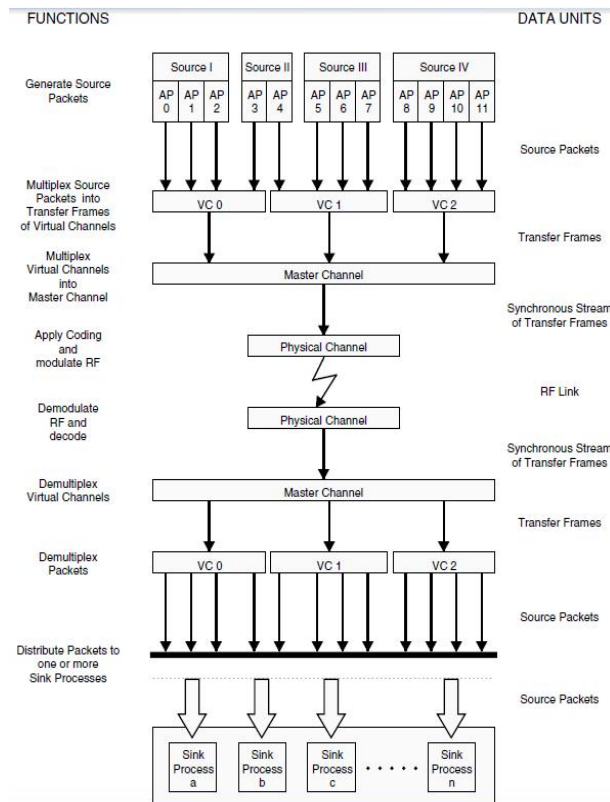 FUNCTIONS
DATA UNITS
Generate Source
Packets
Source I
Source II
Source III
Source IV
AP
0
AP
1
AP
2
AP
3
AP
4
AP
5
AP
6
AP
7
AP
8
AP
9
AP
10
AP
11
Source Packets
Multiplex Source
Packets into
Transfer Frames
of Virtual Channels
VC 0
VC 1
VC 2
Transfer Frames
Multiplex
Virtual Channels
into
Master Channel
Master Channel
Synchronous Stream
of Transfer Frames
Apply Coding
and
modulate RF
Physical Channel
RF Link
Demodulate
RF and
decode
Physical Channel
Synchronous Stream
of Transfer Frames
Demultiplex
Virtual Channels
Master Channel
Transfer Frames
Demultiplex
Packets
VC 0
VC 1
VC 2
Source Packets
Distribute Packets to
one or more
Sink Processes
Source Packets
Sink
Process
a
Sink
Process
b
Sink
Process
c
. . . . .
Sink
Process
n